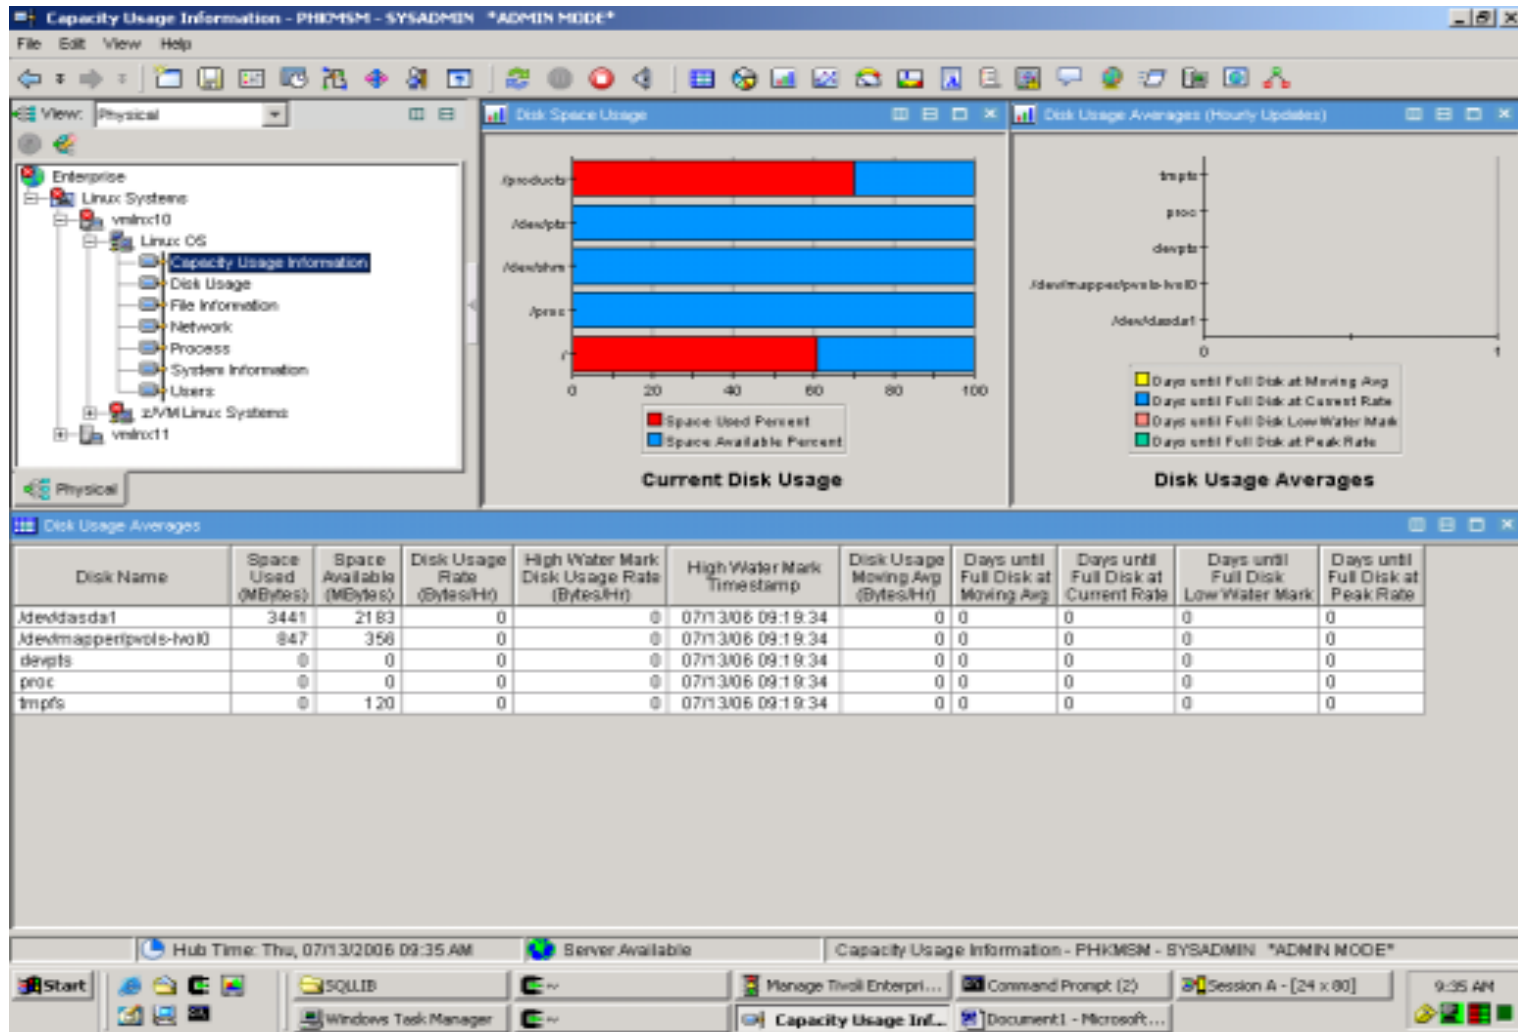 Capacity Usage Information - PHKMSM - SYSADMIN *ADMIN MODE*
File Edit View Help
View: Physical
Enterprise
Linux Systems
vmlnx10
Linux OS
Capacity Usage Information
Disk Usage
File Information
Network
Process
System Information
Users
z/VM Linux Systems
vmlnx11
Physical
Disk Space Usage
/products
/dev/pts
/dev/shm
/proc
/
0 20 40 60 80 100
Space Used Percent
Space Available Percent
Current Disk Usage
Disk Usage Averages (Hourly Updates)
tmpfs
proc
devpts
/dev/mapper/pvols-lvol0
/dev/dasda1
0 1
Days until Full Disk at Moving Avg
Days until Full Disk at Current Rate
Days until Full Disk Low Water Mark
Days until Full Disk at Peak Rate
Disk Usage Averages
Disk Usage Averages
Disk Name Space Used (MBytes) Space Available (MBytes) Disk Usage Rate (Bytes/Hr) High Water Mark Disk Usage Rate (Bytes/Hr) High Water Mark Timestamp Disk Usage Moving Avg (Bytes/Hr) Days until Full Disk at Moving Avg Days until Full Disk at Current Rate Days until Full Disk Low Water Mark Days until Full Disk at Peak Rate
/dev/dasda1 3441 2183 0 0 07/13/06 09:19:34 0 0 0 0 0
/dev/mapper/pvols-lvol0 847 356 0 0 07/13/06 09:19:34 0 0 0 0 0
devpts 0 0 0 0 07/13/06 09:19:34 0 0 0 0 0
proc 0 0 0 0 07/13/06 09:19:34 0 0 0 0 0
tmpfs 0 120 0 0 07/13/06 09:19:34 0 0 0 0 0
Hub Time: Thu, 07/13/2006 09:35 AM Server Available Capacity Usage Information - PHKMSM - SYSADMIN *ADMIN MODE*
Start SQLLIB ~ Manage Tivoli Enterpri... Command Prompt (2) Session A - [24 x 80] 9:35 AM
Windows Task Manager ~ Capacity Usage Inf... Document1 - Microsoft...